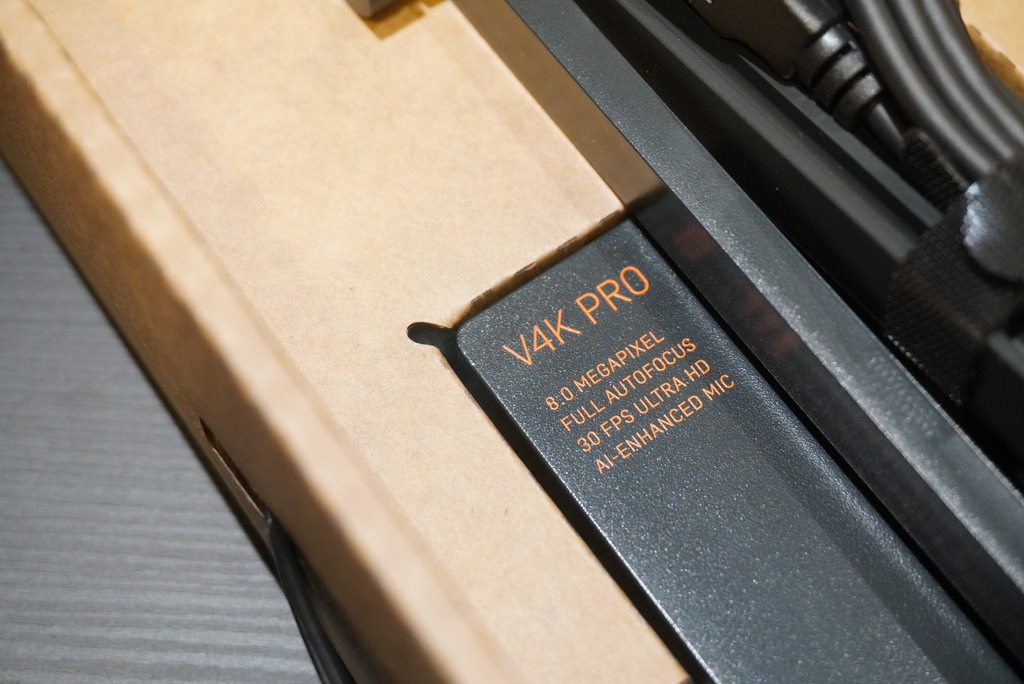 V4K PRO
8.0 MEGAPIXEL
FULL AUTOFOCUS
30 FPS ULTRA HD
AI-ENHANCED MIC